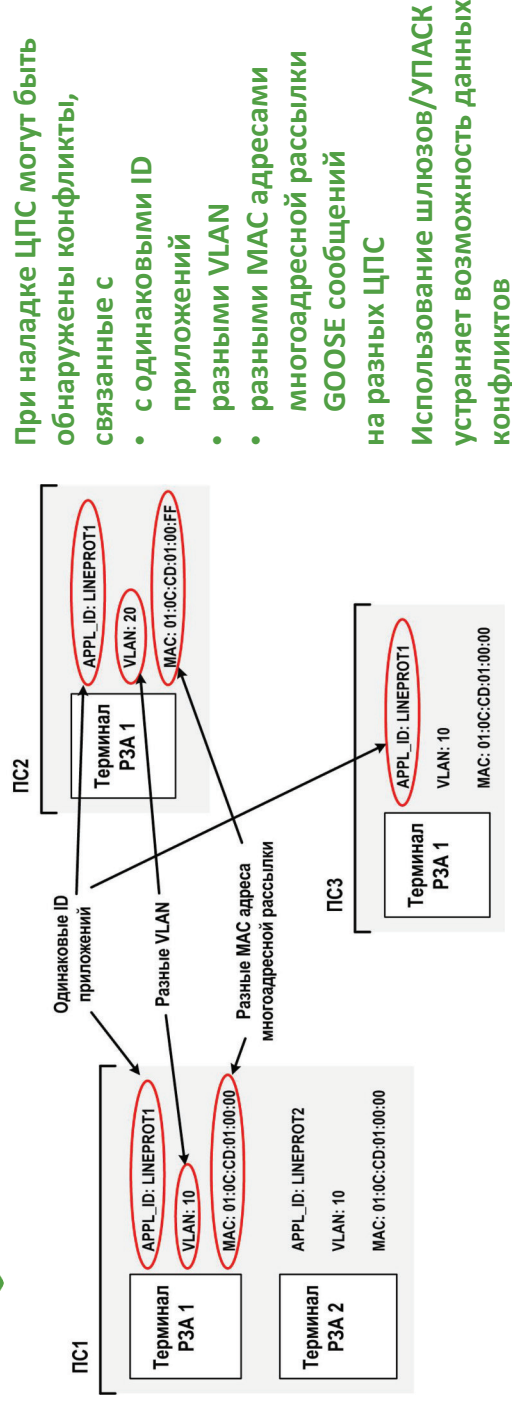 ПС1
Терминал
РЗА 1
APPL_ID: LINEPROT1
VLAN: 10
MAC: 01:0C:CD:01:00:00
Терминал
РЗА 2
APPL_ID: LINEPROT2
VLAN: 10
MAC: 01:0C:CD:01:00:00
Одинаковые ID
приложений
Разные VLAN
Разные MAC адреса
многоадресной рассылки
ПС2
Терминал
РЗА 1
APPL_ID: LINEPROT1
VLAN: 20
MAC: 01:0C:CD:01:00:FF
ПС3
Терминал
РЗА 1
APPL_ID: LINEPROT1
VLAN: 10
MAC: 01:0C:CD:01:00:00
При наладке ЦПС могут быть
обнаружены конфликты,
связанные с
• с одинаковыми ID
приложений
• разными VLAN
• разными MAC адресами
многоадресной рассылки
GOOSE сообщений
на разных ЦПС
Использование шлюзов/УПАСК
устраняет возможность данных
конфликтов